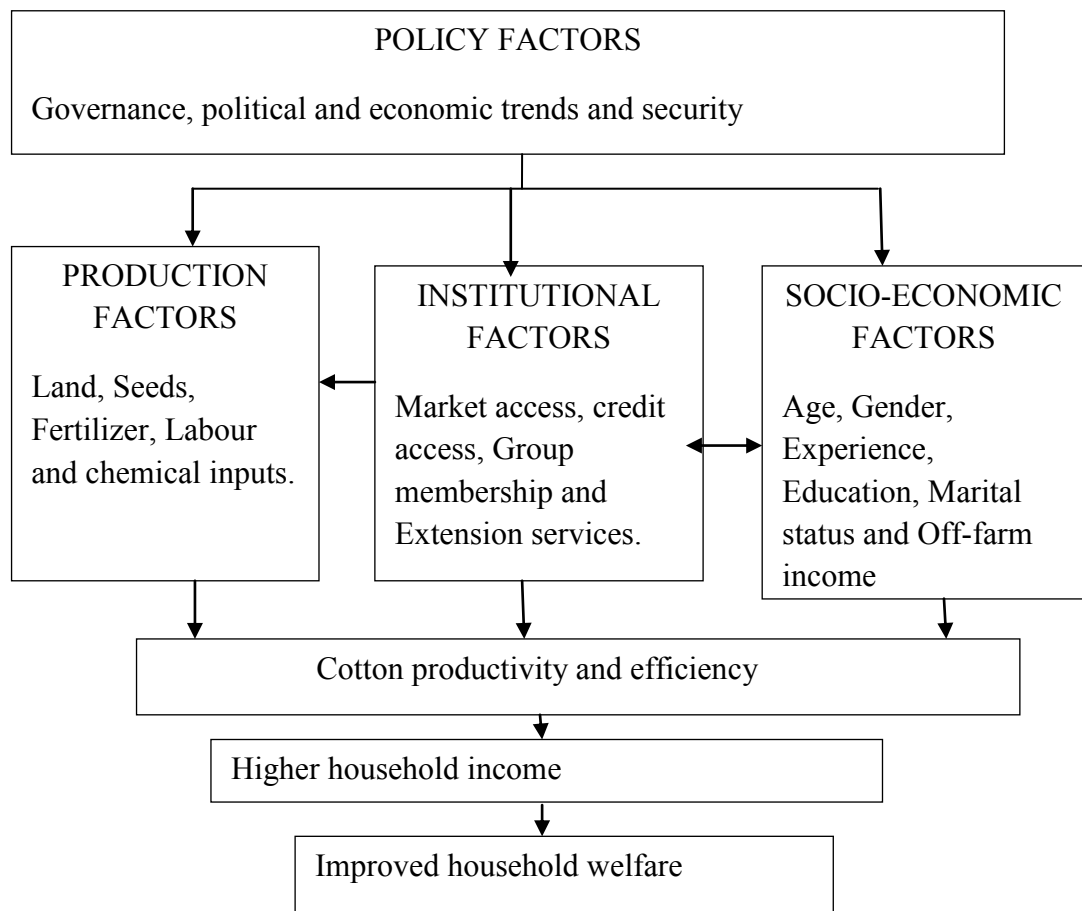 POLICY FACTORS
Governance, political and economic trends and security
PRODUCTION
FACTORS
Land, Seeds,
Fertilizer, Labour
and chemical inputs.
INSTITUTIONAL
FACTORS
Market access, credit
access, Group
membership and
Extension services.
SOCIO-ECONOMIC
FACTORS
Age, Gender,
Experience,
Education, Marital
status and Off-farm
income
Cotton productivity and efficiency
Higher household income
Improved household welfare